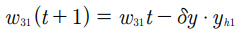 w₃₁(t+1) = w₃₁t − δy · yₕ₁